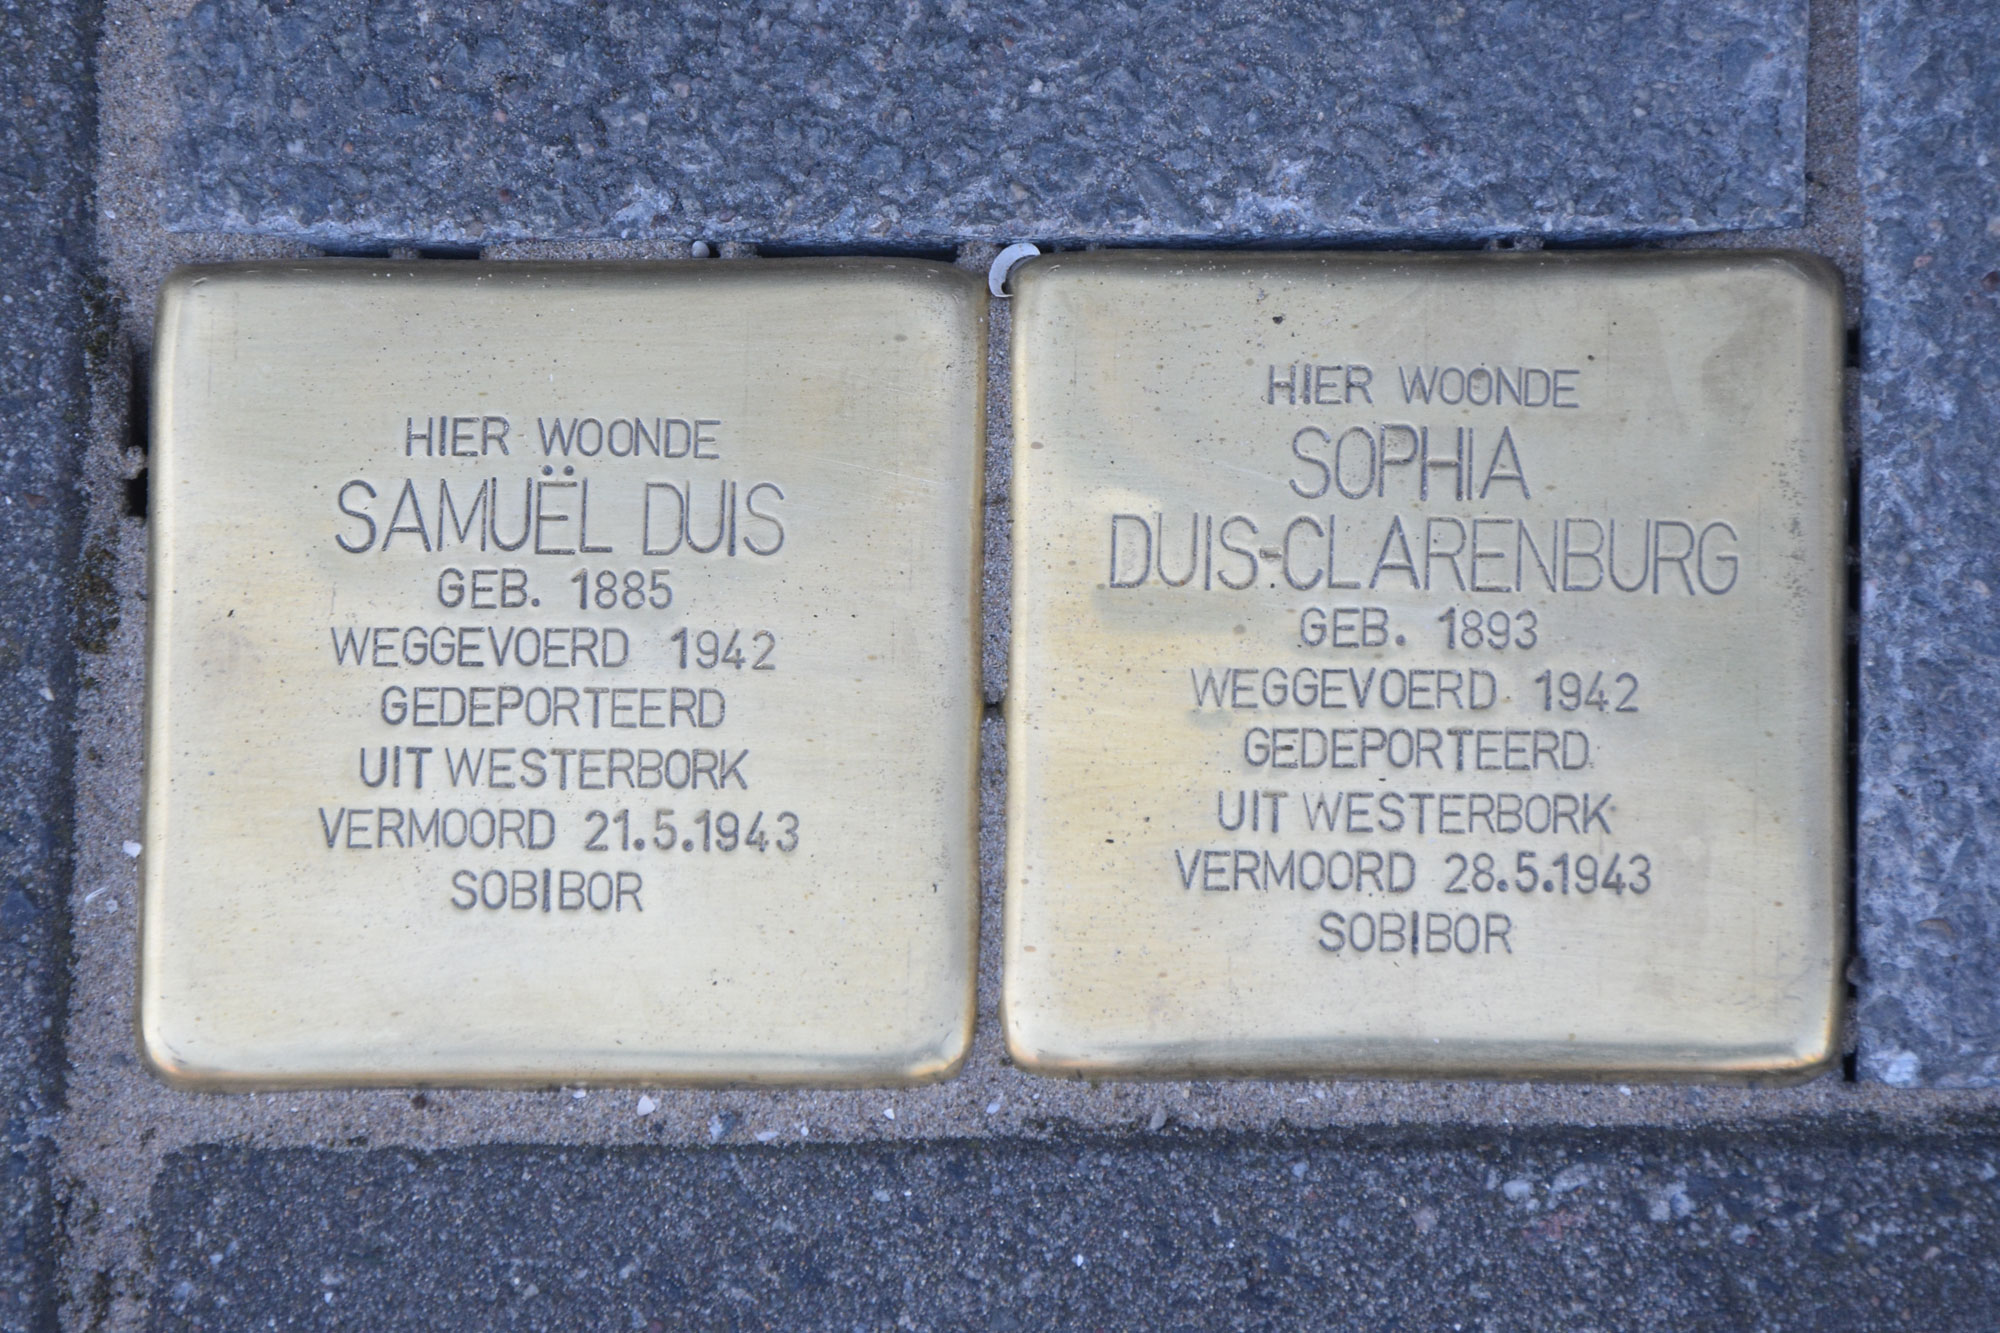 HIER WOONDE
SAMUËL DUIS
GEB. 1885
WEGGEVOERD 1942
GEDEPORTEERD
UIT WESTERBORK
VERMOORD 21.5.1943
SOBIBOR
HIER WOONDE
SOPHIA
DUIS-CLARENBURG
GEB. 1893
WEGGEVOERD 1942
GEDEPORTEERD
UIT WESTERBORK
VERMOORD 28.5.1943
SOBIBOR